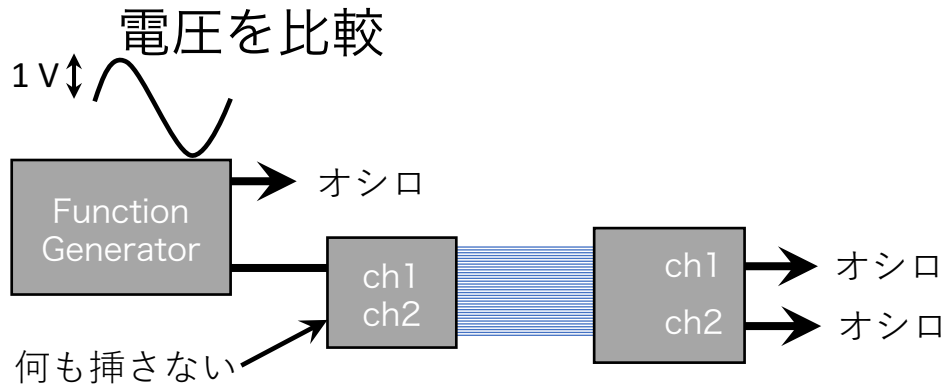 電圧を比較
1 V
オシロ
Function
Generator
ch1
ch2
ch1
ch2
オシロ
オシロ
何も挿さない